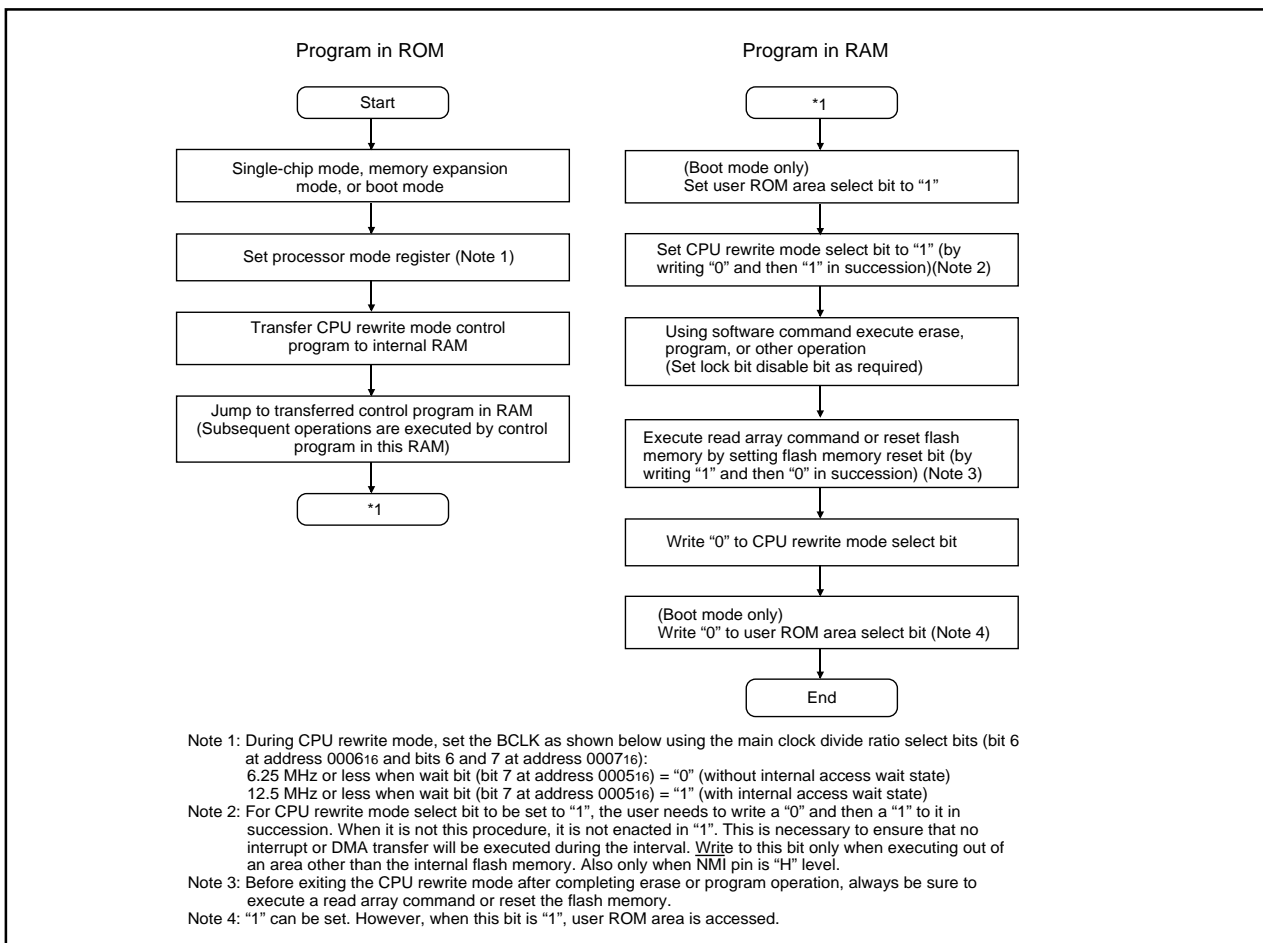 Program in ROM
Start
Single-chip mode, memory expansion
mode, or boot mode
Set processor mode register (Note 1)
Transfer CPU rewrite mode control
program to internal RAM
Jump to transferred control program in RAM
(Subsequent operations are executed by control
program in this RAM)
*1
Program in RAM
*1
(Boot mode only)
Set user ROM area select bit to “1”
Set CPU rewrite mode select bit to “1” (by
writing “0” and then “1” in succession)(Note 2)
Using software command execute erase,
program, or other operation
(Set lock bit disable bit as required)
Execute read array command or reset flash
memory by setting flash memory reset bit (by
writing “1” and then “0” in succession) (Note 3)
Write “0” to CPU rewrite mode select bit
(Boot mode only)
Write “0” to user ROM area select bit (Note 4)
End
Note 1: During CPU rewrite mode, set the BCLK as shown below using the main clock divide ratio select bits (bit 6
at address 000616 and bits 6 and 7 at address 000716):
6.25 MHz or less when wait bit (bit 7 at address 000516) = “0” (without internal access wait state)
12.5 MHz or less when wait bit (bit 7 at address 000516) = “1” (with internal access wait state)
Note 2: For CPU rewrite mode select bit to be set to “1”, the user needs to write a “0” and then a “1” to it in
succession. When it is not this procedure, it is not enacted in “1”. This is necessary to ensure that no
interrupt or DMA transfer will be executed during the interval. Write to this bit only when executing out of
an area other than the internal flash memory. Also only when NMI pin is “H” level.
Note 3: Before exiting the CPU rewrite mode after completing erase or program operation, always be sure to
execute a read array command or reset the flash memory.
Note 4: “1” can be set. However, when this bit is “1”, user ROM area is accessed.